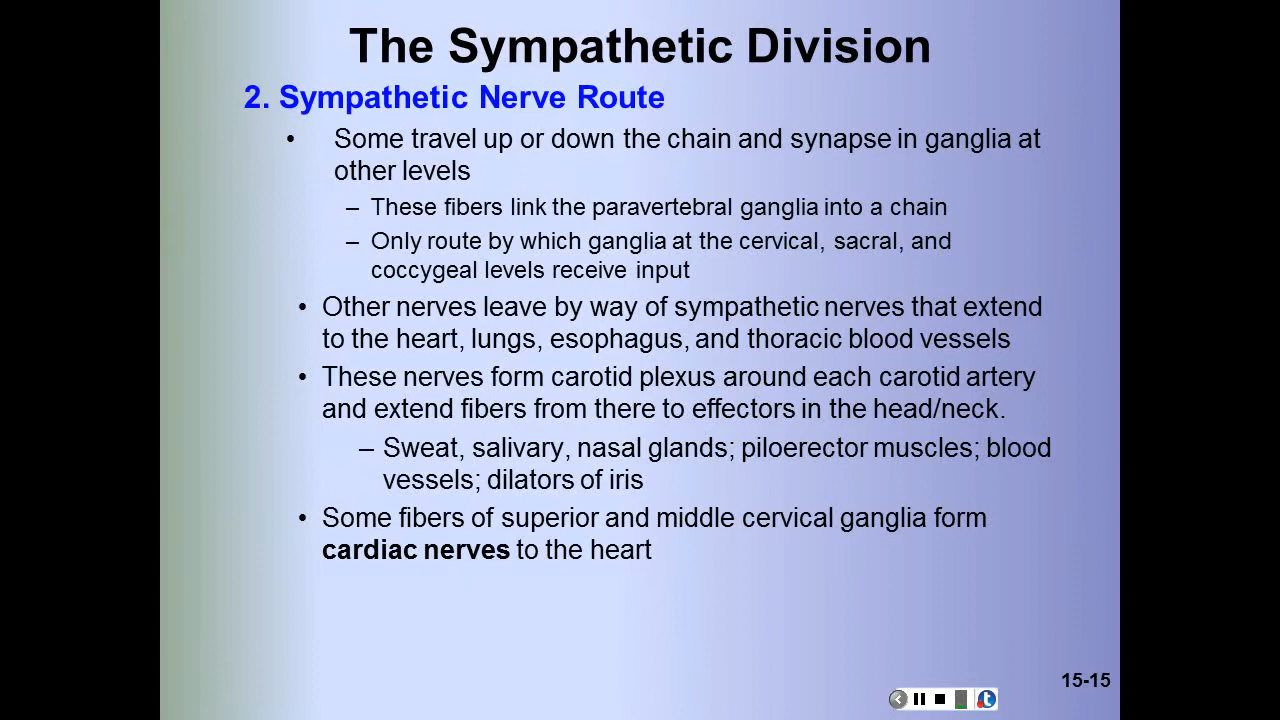 The Sympathetic Division
2. Sympathetic Nerve Route
• Some travel up or down the chain and synapse in ganglia at
other levels
– These fibers link the paravertebral ganglia into a chain
– Only route by which ganglia at the cervical, sacral, and
coccygeal levels receive input
• Other nerves leave by way of sympathetic nerves that extend
to the heart, lungs, esophagus, and thoracic blood vessels
• These nerves form carotid plexus around each carotid artery
and extend fibers from there to effectors in the head/neck.
– Sweat, salivary, nasal glands; piloerector muscles; blood
vessels; dilators of iris
• Some fibers of superior and middle cervical ganglia form
cardiac nerves to the heart
15-15
t